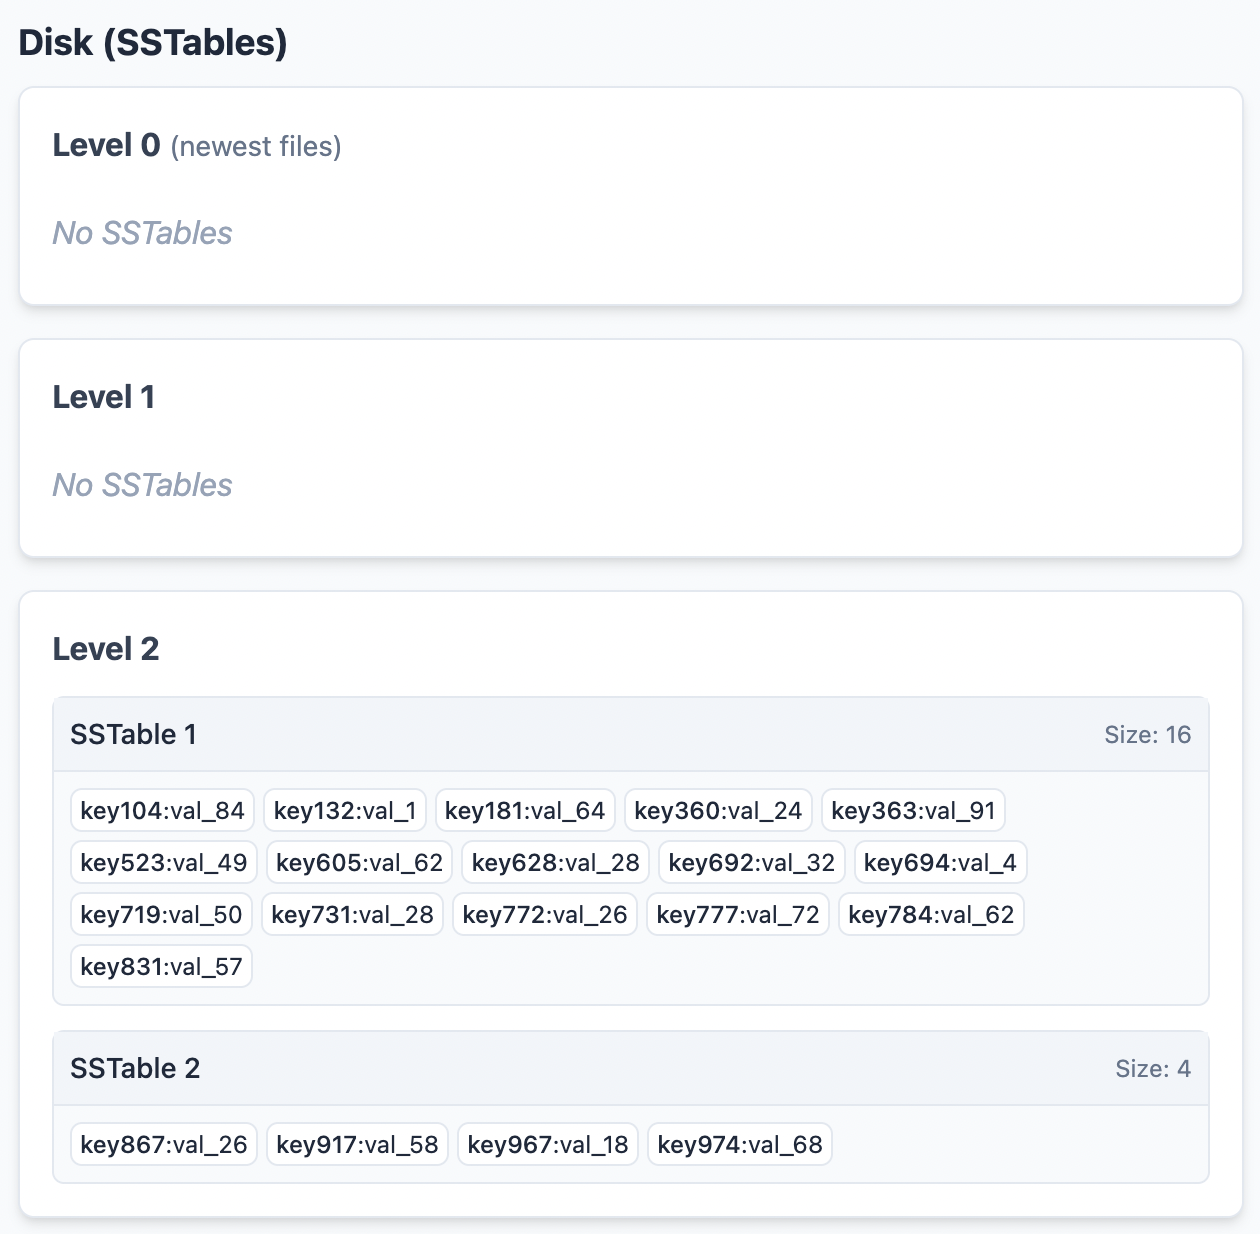 Disk (SSTables)
Level 0 (newest files)
No SSTables
Level 1
No SSTables
Level 2
SSTable 1 Size: 16
key104:val_84 key132:val_1 key181:val_64 key360:val_24 key363:val_91
key523:val_49 key605:val_62 key628:val_28 key692:val_32 key694:val_4
key719:val_50 key731:val_28 key772:val_26 key777:val_72 key784:val_62
key831:val_57
SSTable 2 Size: 4
key867:val_26 key917:val_58 key967:val_18 key974:val_68